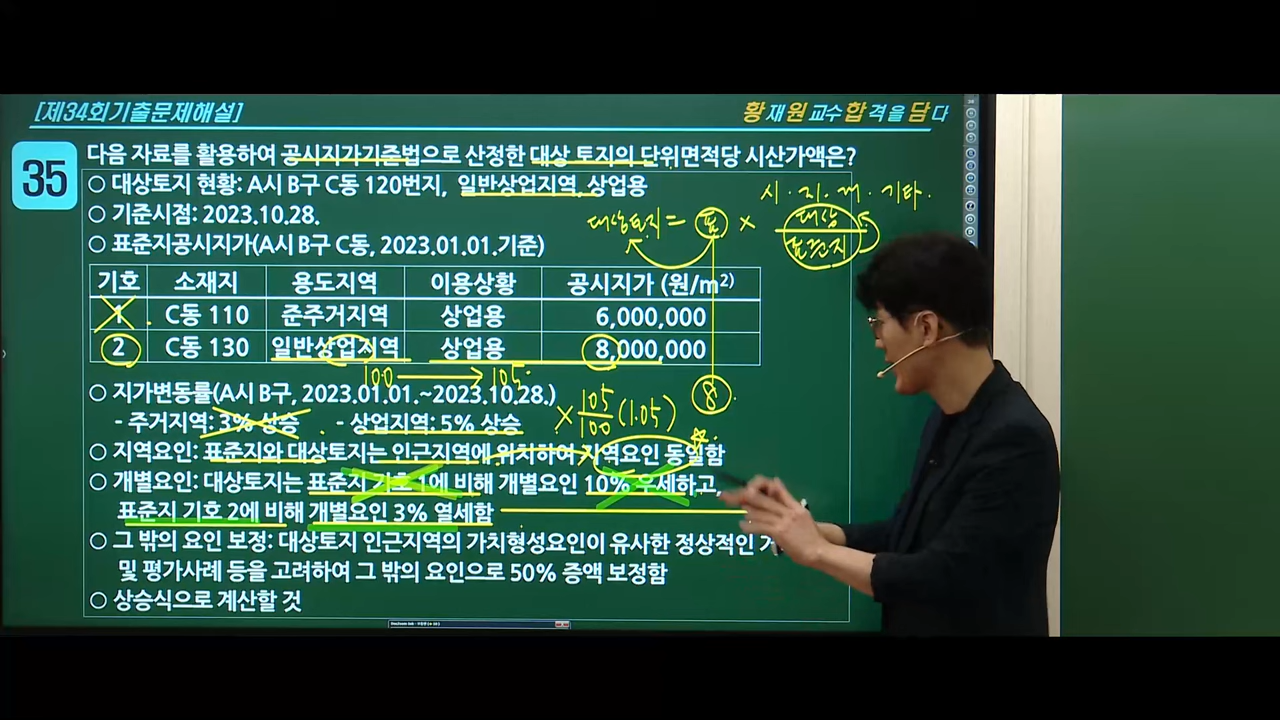 [제34회기출문제해설]
황재원 교수 합격을 담다
35
다음 자료를 활용하여 공시지가기준법으로 산정한 대상 토지의 단위면적당 시산가액은?
○ 대상토지 현황: A시 B구 C동 120번지, 일반상업지역, 상업용
시·지·개·기타.
○ 기준시점: 2023.10.28.
대상토지 = 표 × 대상
표준지
○ 표준지공시지가(A시 B구 C동, 2023.01.01.기준)
기호 소재지 용도지역 이용상황 공시지가 (원/m²)
1 C동 110 준주거지역 상업용 6,000,000
2 C동 130 일반상업지역 상업용 8,000,000
100 → 105
○ 지가변동률(A시 B구, 2023.01.01.~2023.10.28.)
8
- 주거지역: 3% 상승 - 상업지역: 5% 상승
× 105/100 (1.05)
○ 지역요인: 표준지와 대상토지는 인근지역에 위치하여 지역요인 동일함
○ 개별요인: 대상토지는 표준지 기호 1에 비해 개별요인 10% 우세하고,
표준지 기호 2에 비해 개별요인 3% 열세함
○ 그 밖의 요인 보정: 대상토지 인근지역의 가치형성요인이 유사한 정상적인
및 평가사례 등을 고려하여 그 밖의 요인으로 50% 증액 보정함
○ 상승식으로 계산할 것